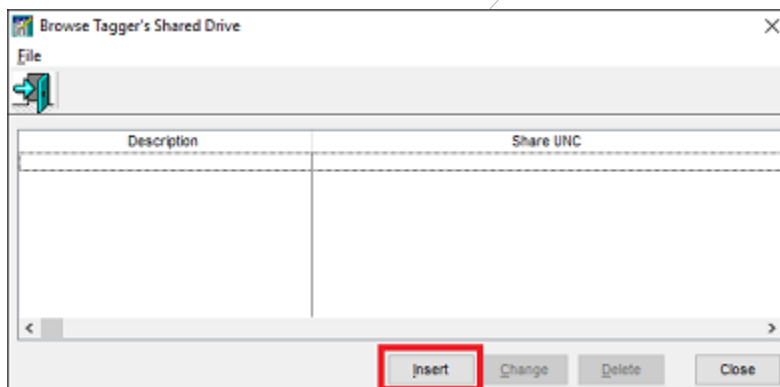 Browse Tagger's Shared Drive
File
Description Share UNC
Insert Change Delete Close